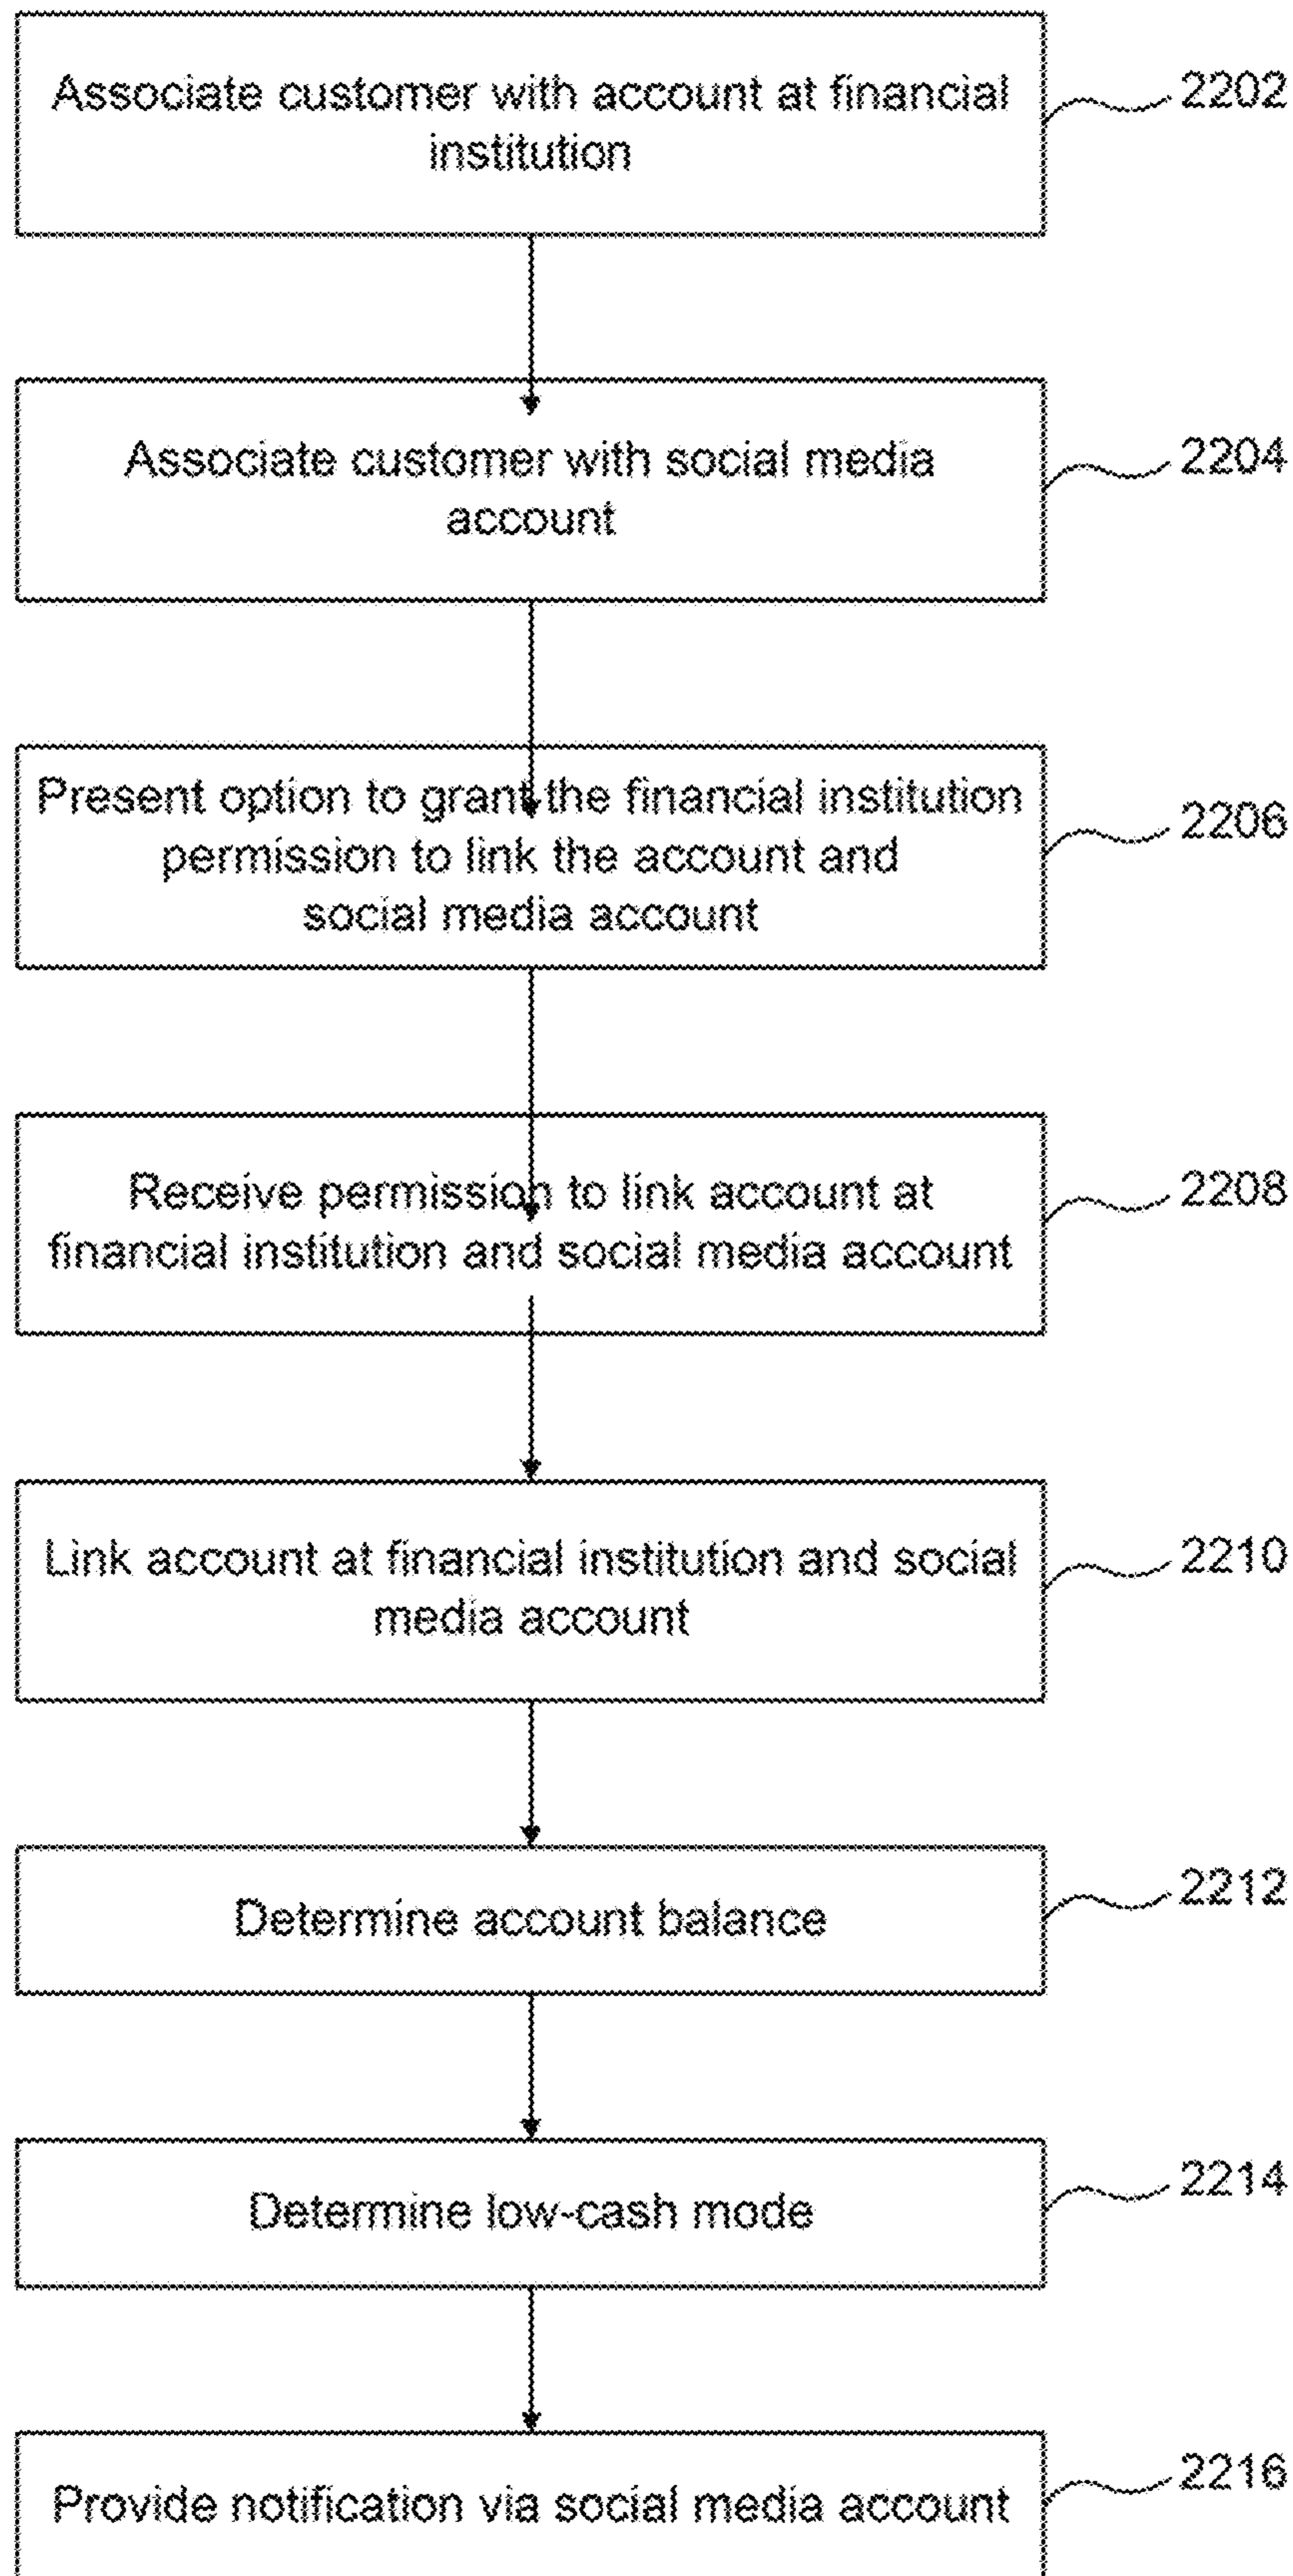 Associate customer with account at financial
institution
2202
Associate customer with social media
account
2204
Present option to grant the financial institution
permission to link the account and
social media account
2206
Receive permission to link account at
financial institution and social media account
2208
Link account at financial institution and social
media account
2210
Determine account balance
2212
Determine low-cash mode
2214
Provide notification via social media account
2216